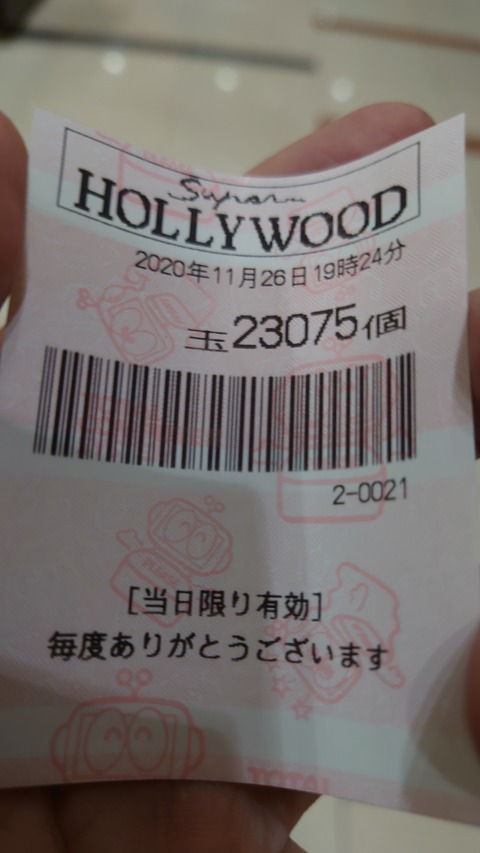 Super
HOLLYWOOD
2020年11月26日19時24分
玉23075個
2-0021
[当日限り有効]
毎度ありがとうございます